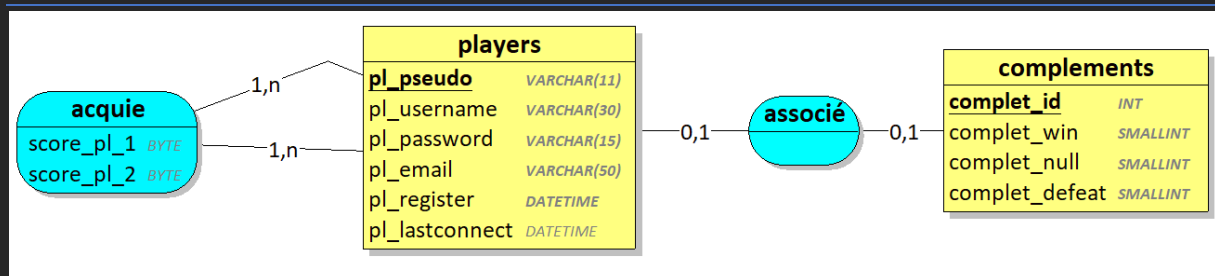 acquie
score_pl_1 BYTE
score_pl_2 BYTE
1,n
1,n
players
pl_pseudo VARCHAR(11)
pl_username VARCHAR(30)
pl_password VARCHAR(15)
pl_email VARCHAR(50)
pl_register DATETIME
pl_lastconnect DATETIME
0,1
associé
0,1
complements
complet_id INT
complet_win SMALLINT
complet_null SMALLINT
complet_defeat SMALLINT